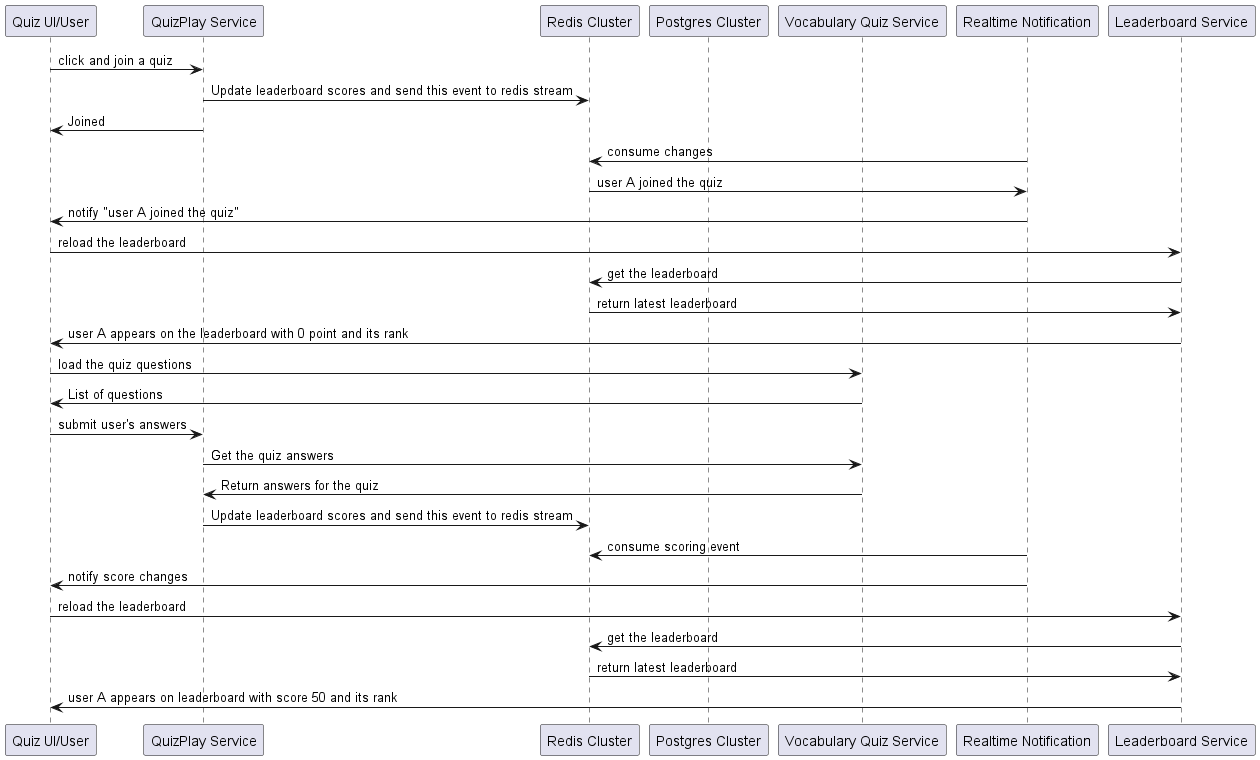 Quiz UI/User QuizPlay Service Redis Cluster Postgres Cluster Vocabulary Quiz Service Realtime Notification Leaderboard Service
click and join a quiz
Update leaderboard scores and send this event to redis stream
Joined
consume changes
user A joined the quiz
notify "user A joined the quiz"
reload the leaderboard
get the leaderboard
return latest leaderboard
user A appears on the leaderboard with 0 point and its rank
load the quiz questions
List of questions
submit user's answers
Get the quiz answers
Return answers for the quiz
Update leaderboard scores and send this event to redis stream
consume scoring event
notify score changes
reload the leaderboard
get the leaderboard
return latest leaderboard
user A appears on leaderboard with score 50 and its rank
Quiz UI/User QuizPlay Service Redis Cluster Postgres Cluster Vocabulary Quiz Service Realtime Notification Leaderboard Service